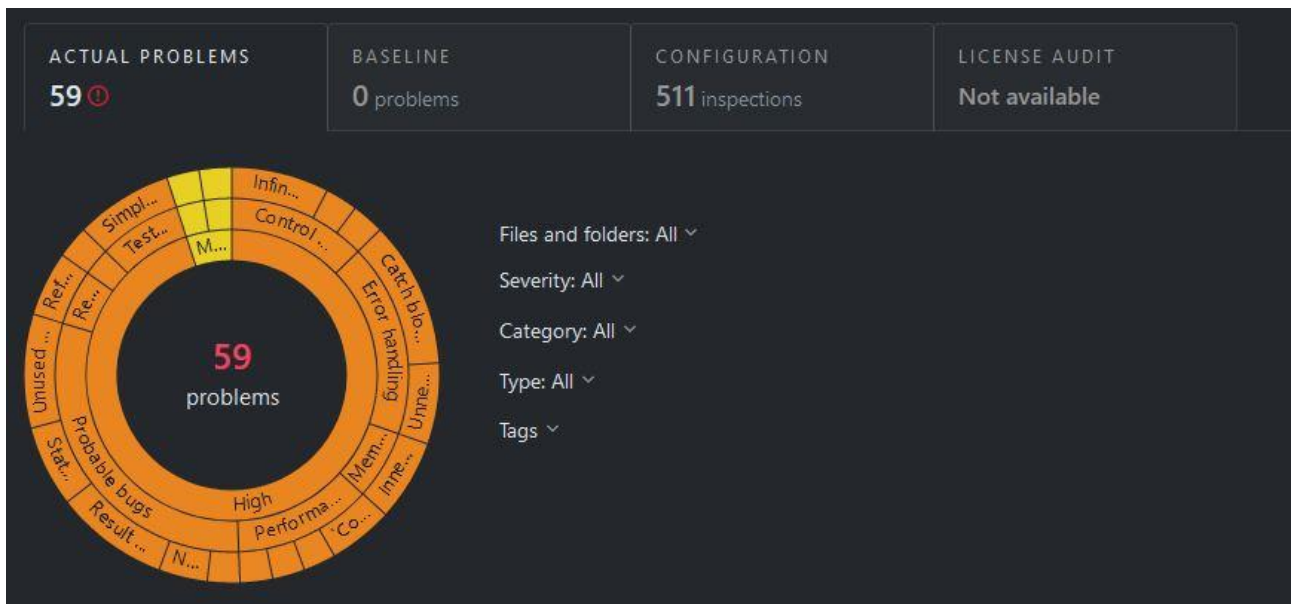 ACTUAL PROBLEMS
59
BASELINE
0 problems
CONFIGURATION
511 inspections
LICENSE AUDIT
Not available
Infin...
Control ...
Catch blo...
Error handling
Unne...
Mem...
Inne...
'Co...
Performa...
High
N...
Result ...
Probable bugs
Stat...
Unused ...
Ref...
Re...
Simpl...
Test...
M...
59
problems
Files and folders: All
Severity: All
Category: All
Type: All
Tags